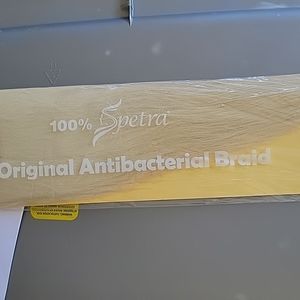 100% Spetra
Original Antibacterial Braid